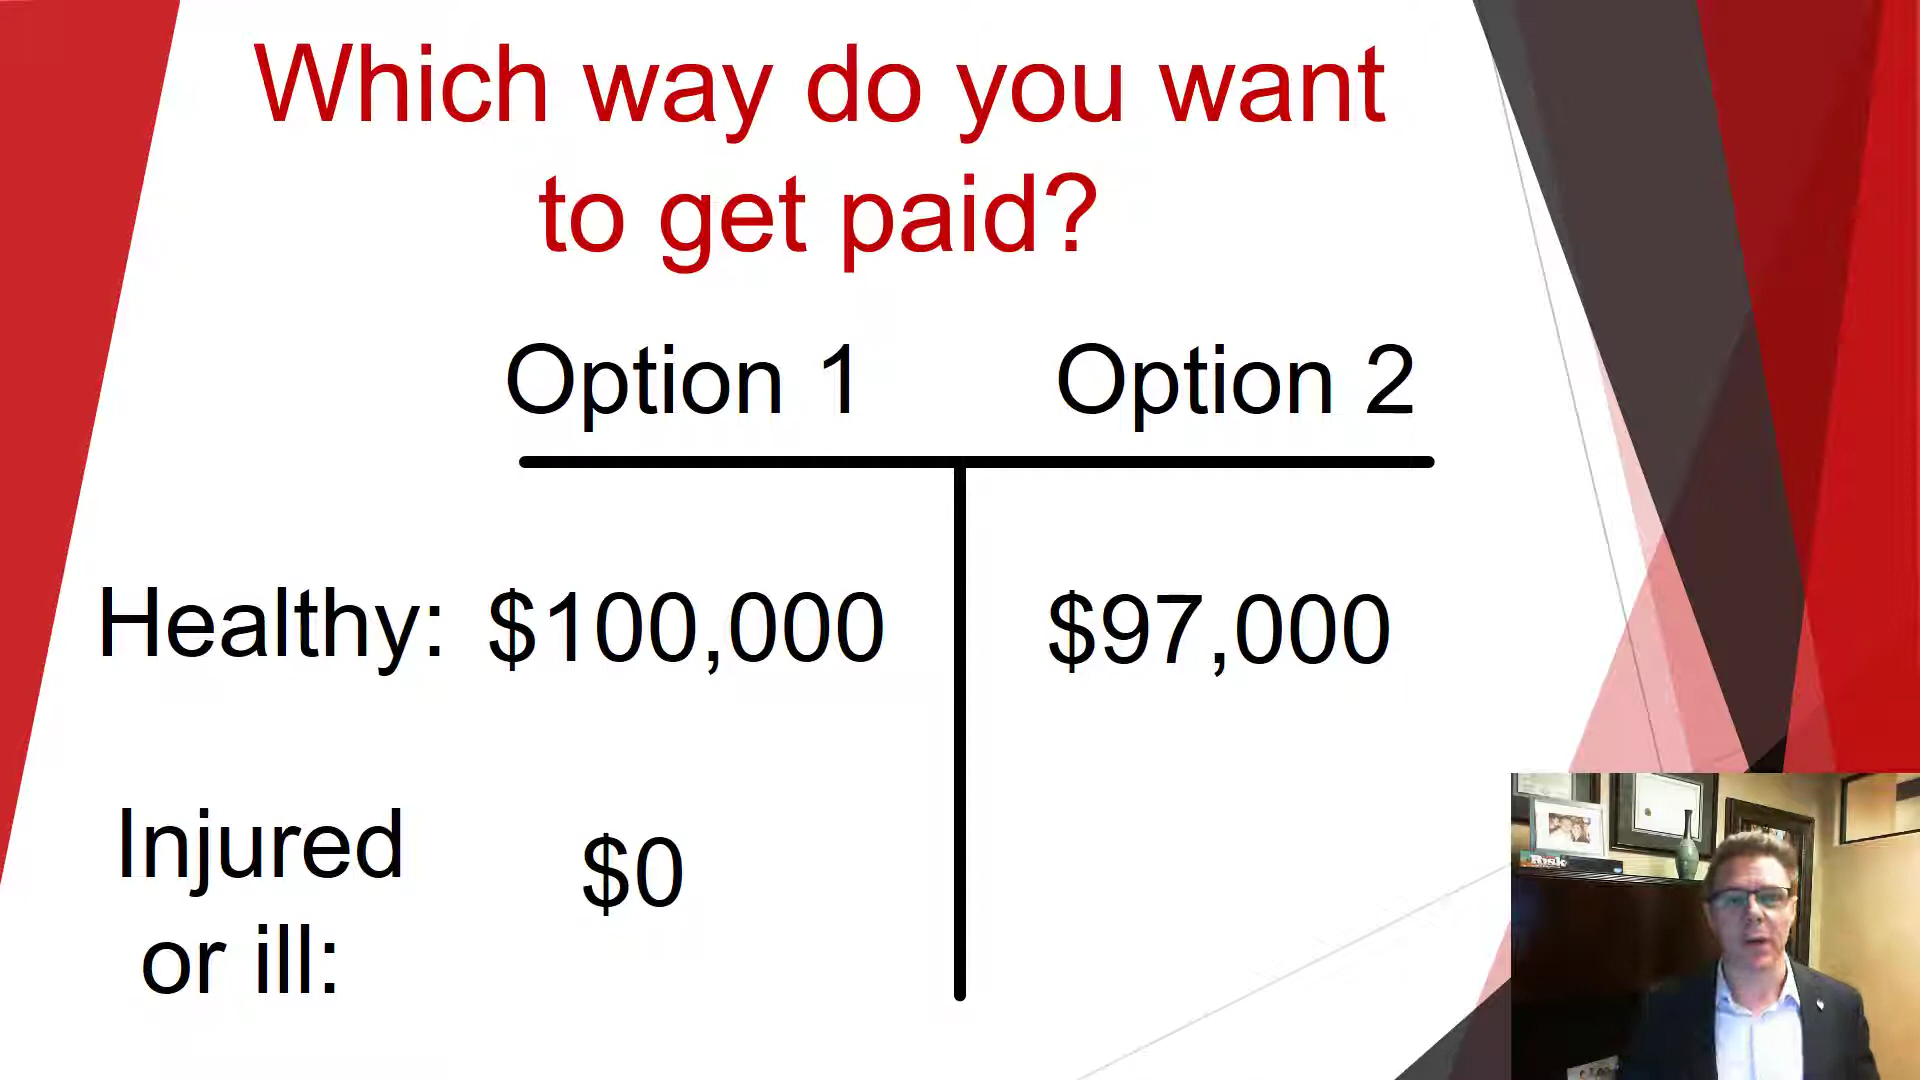 Which way do you want
to get paid?
Option 1 Option 2
Healthy: $100,000 $97,000
Injured
or ill: $0
Risk